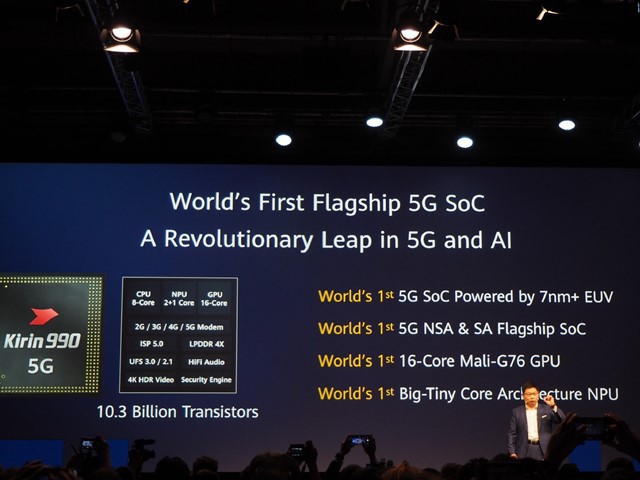 World's First Flagship 5G SoC
A Revolutionary Leap in 5G and AI
Kirin 990
5G
CPU
8-Core
NPU
2+1 Core
GPU
16-Core
2G / 3G / 4G / 5G Modem
ISP 5.0
LPDDR 4X
UFS 3.0 / 2.1
HiFi Audio
4K HDR Video
Security Engine
10.3 Billion Transistors
World's 1st 5G SoC Powered by 7nm+ EUV
World's 1st 5G NSA & SA Flagship SoC
World's 1st 16-Core Mali-G76 GPU
World's 1st Big-Tiny Core Architecture NPU